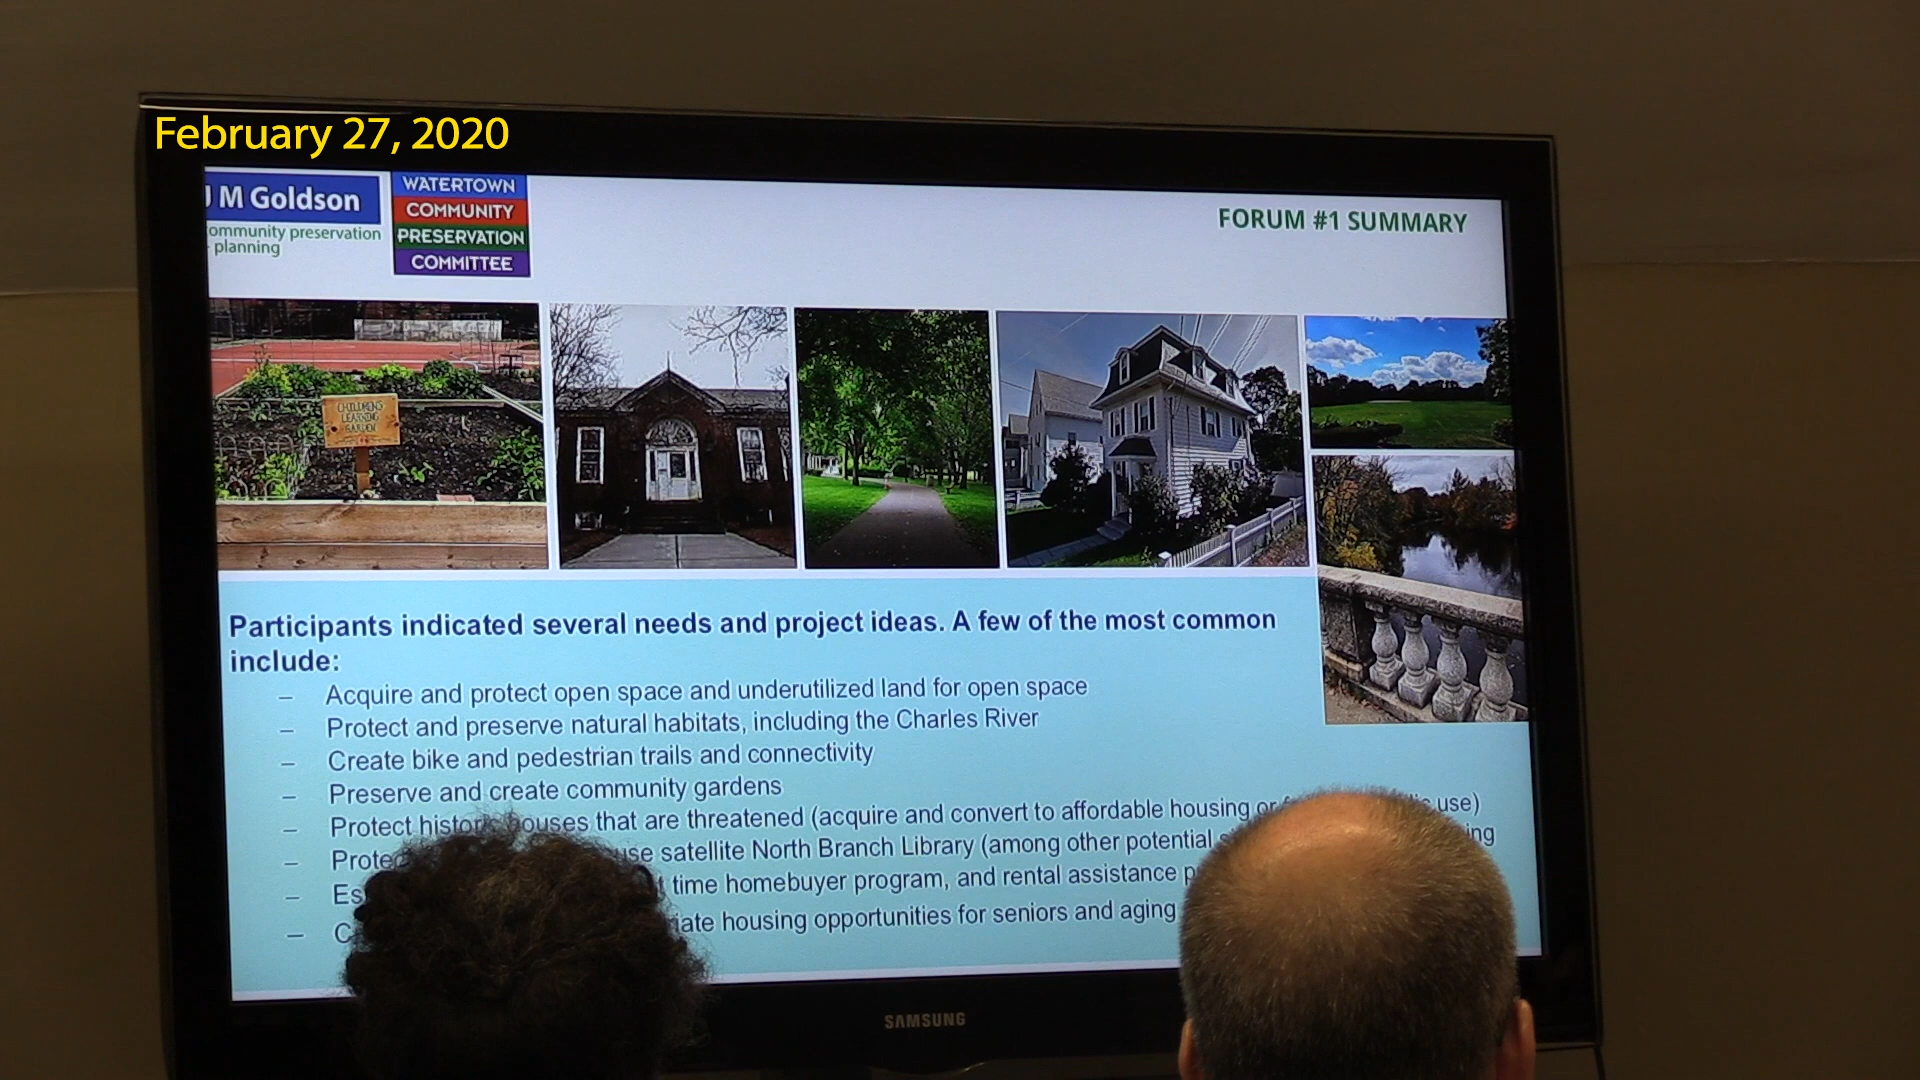 February 27, 2020
J M Goldson
community preservation
planning
WATERTOWN
COMMUNITY
PRESERVATION
COMMITTEE
FORUM #1 SUMMARY
CHILDREN'S
LEARNING
GARDEN
Participants indicated several needs and project ideas. A few of the most common
include:
– Acquire and protect open space and underutilized land for open space
– Protect and preserve natural habitats, including the Charles River
– Create bike and pedestrian trails and connectivity
– Preserve and create community gardens
– Protect historic houses that are threatened (acquire and convert to affordable housing or use)
– satellite North Branch Library (among other potential
– time homebuyer program, and rental assistance
– housing opportunities for seniors and aging
SAMSUNG